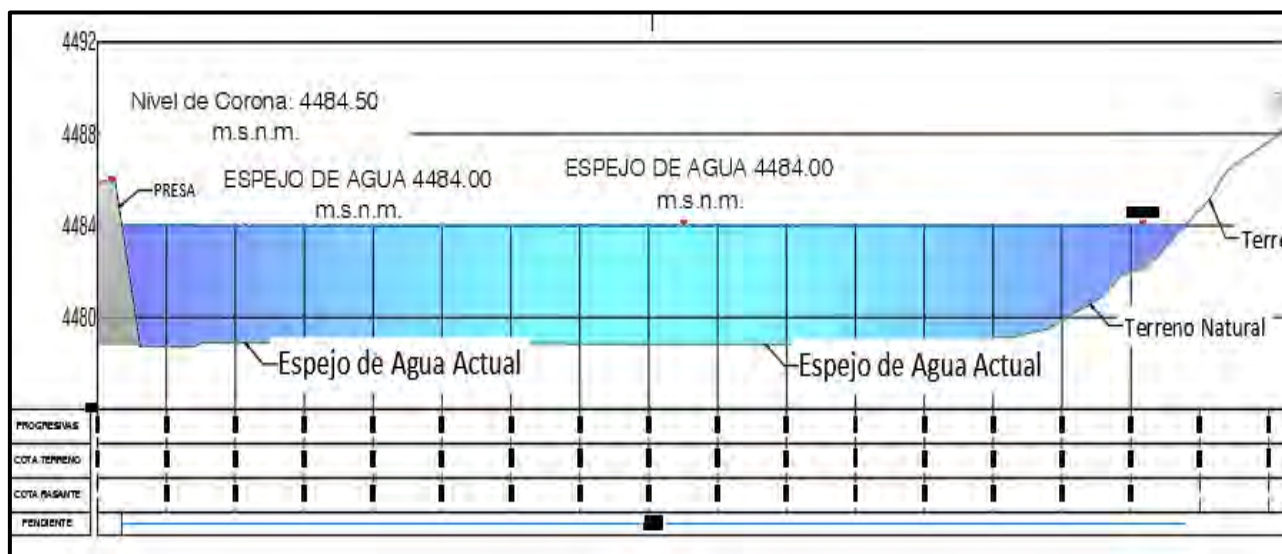 4492
Nivel de Corona: 4484.50
m.s.n.m.
4488
ESPEJO DE AGUA 4484.00
m.s.n.m.
PRESA
ESPEJO DE AGUA 4484.00
m.s.n.m.
4484
Terre
4480
Terreno Natural
Espejo de Agua Actual
Espejo de Agua Actual
PROGRESIVAS
COTA TERRENO
COTA RASANTE
PENDIENTE